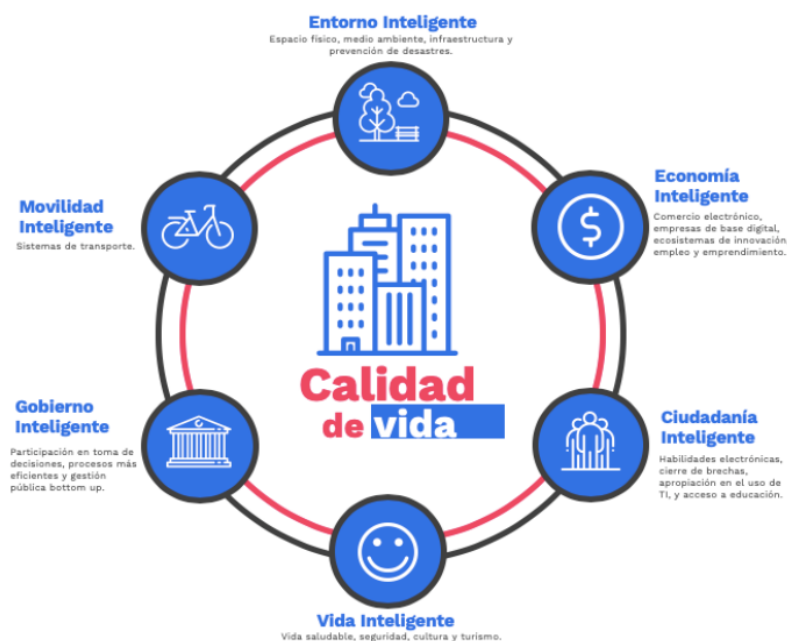 Entorno Inteligente
Espacio físico, medio ambiente, infraestructura y
prevención de desastres.
Economía
Inteligente
Comercio electrónico,
empresas de base digital,
ecosistemas de innovación
empleo y emprendimiento.
Movilidad
Inteligente
Sistemas de transporte.
$
Calidad
de vida
Gobierno
Inteligente
Participación en toma de
decisiones, procesos más
eficientes y gestión
pública bottom up.
Ciudadanía
Inteligente
Habilidades electrónicas,
cierre de brechas,
apropiación en el uso de
TI, y acceso a educación.
Vida Inteligente
Vida saludable, seguridad, cultura y turismo.